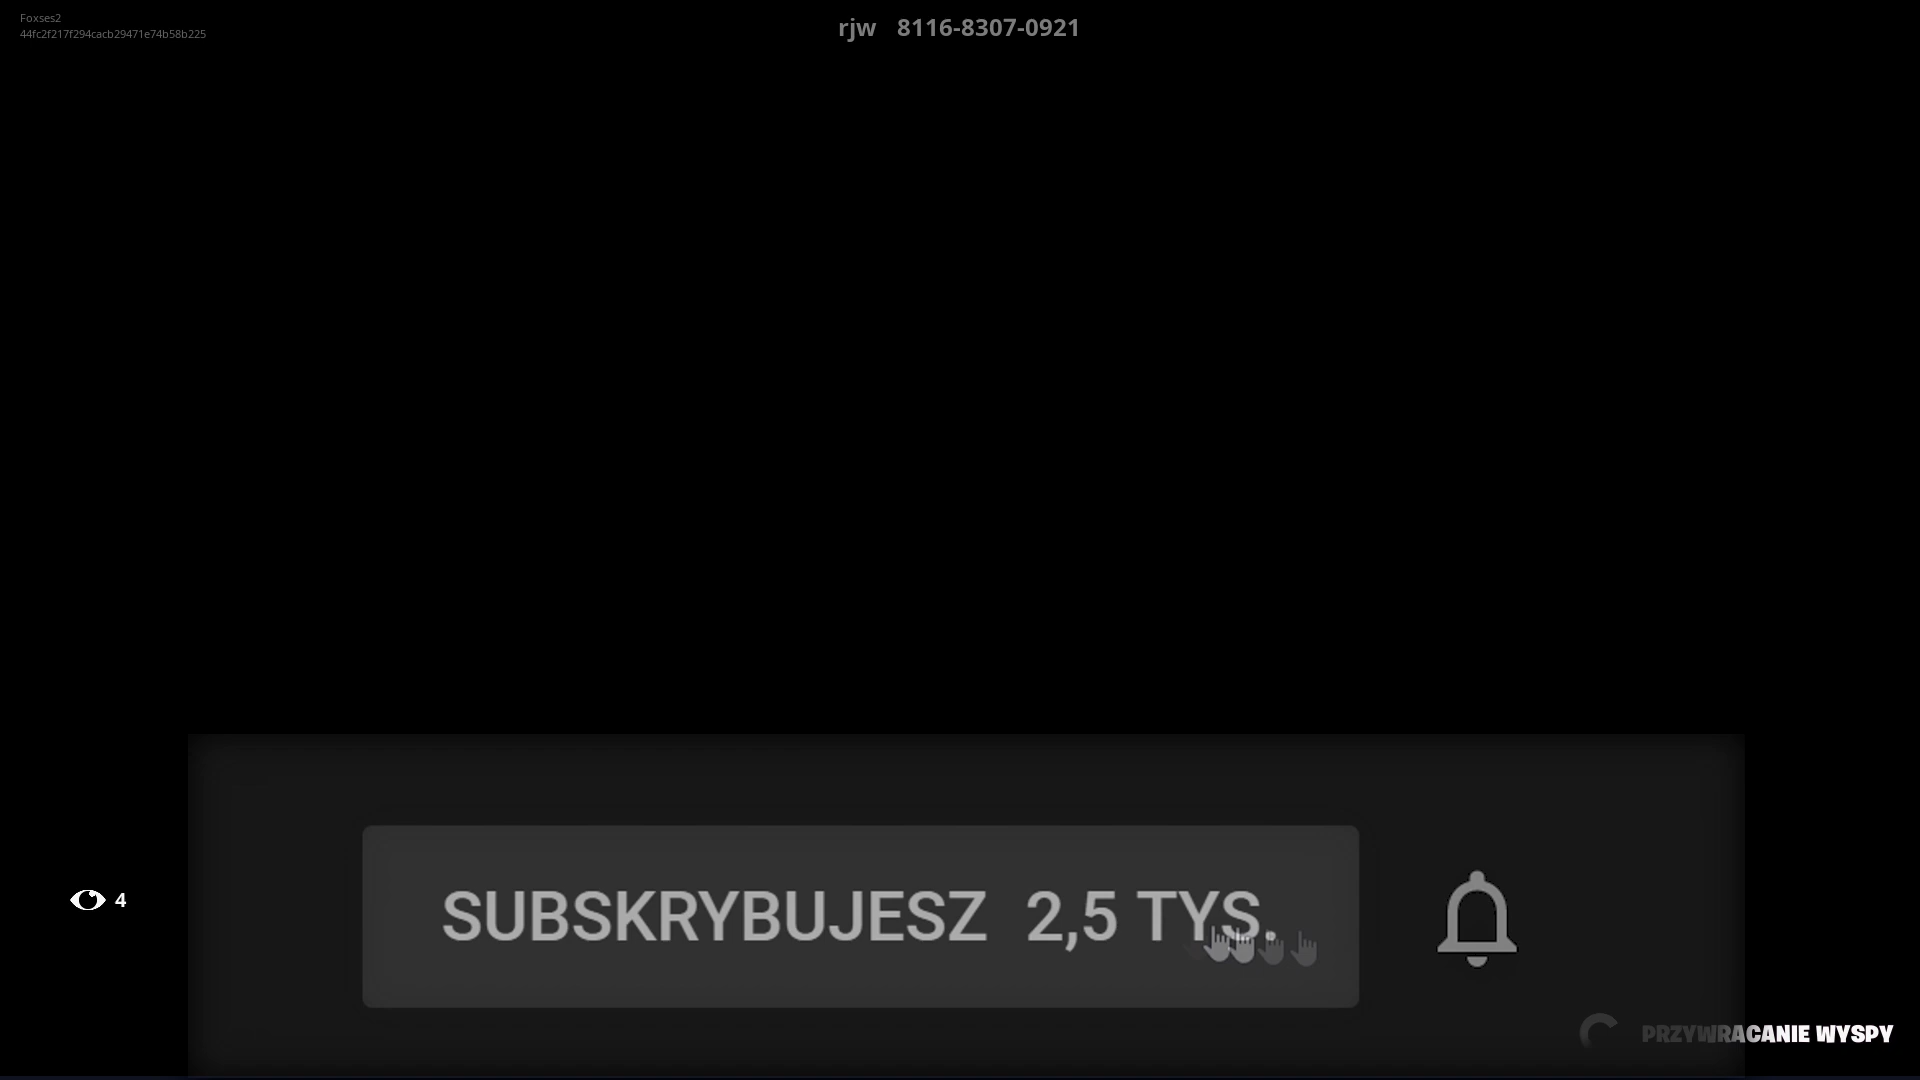 Foxses2
44fc2f217f294cacb29471e74b58b225
rjw 8116-8307-0921
SUBSKRYBUJESZ 2,5 TYS.
4
PRZYWRACANIE WYSPY